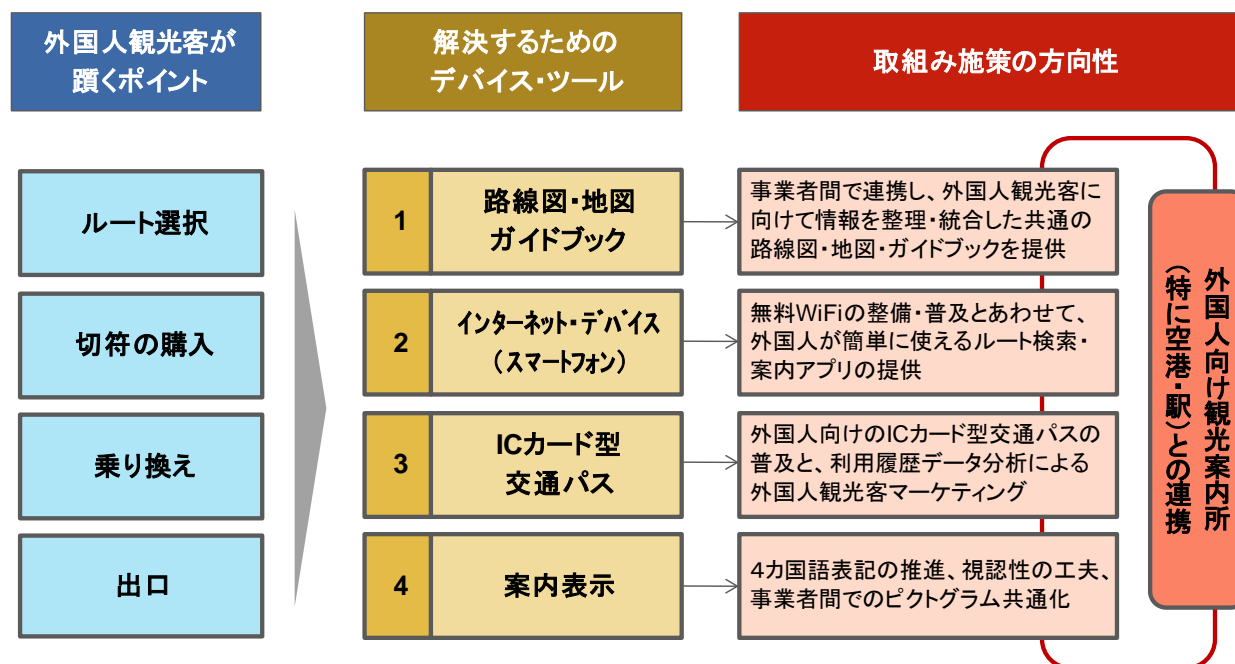 外国人観光客が
躓くポイント
解決するための
デバイス・ツール
取組み施策の方向性
ルート選択
切符の購入
乗り換え
出口
1
路線図・地図
ガイドブック
事業者間で連携し、外国人観光客に
向けて情報を整理・統合した共通の
路線図・地図・ガイドブックを提供
2
インターネット・デバイス
（スマートフォン）
無料WiFiの整備・普及とあわせて、
外国人が簡単に使えるルート検索・
案内アプリの提供
3
ICカード型
交通パス
外国人向けのICカード型交通パスの
普及と、利用履歴データ分析による
外国人観光客マーケティング
4
案内表示
4カ国語表記の推進、視認性の工夫、
事業者間でのピクトグラム共通化
外国人向け観光案内所
（特に空港・駅）との連携